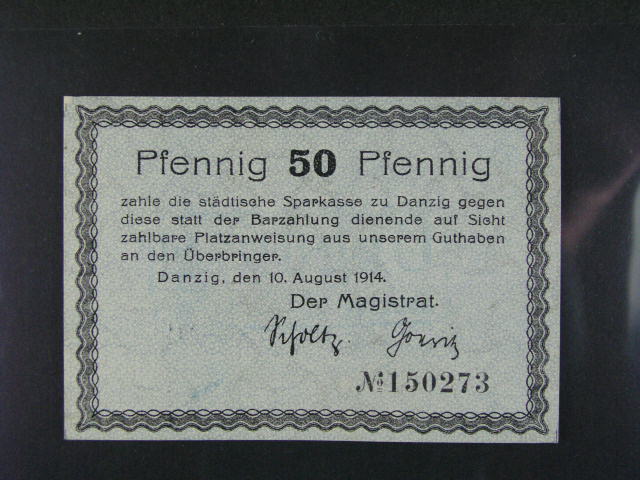 Pfennig 50 Pfennig
zahle die städtische Sparkasse zu Danzig gegen
diese statt der Barzahlung dienende auf Sicht
zahlbare Platzanweisung aus unserem Guthaben
an den Überbringer.
Danzig, den 10. August 1914.
Der Magistrat.
Scholtz.
№150273